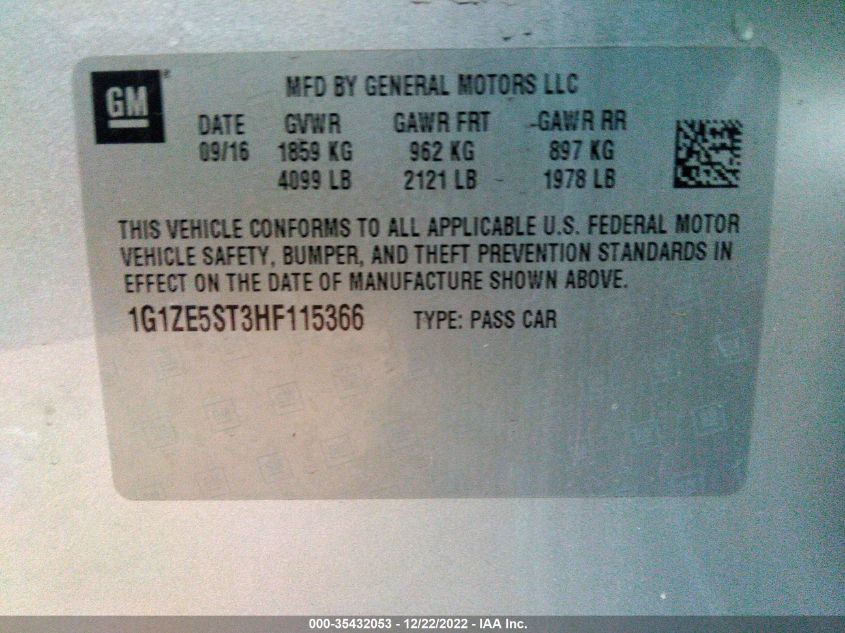 GM ®
MFD BY GENERAL MOTORS LLC
DATE GVWR GAWR FRT GAWR RR
09/16 1859 KG 962 KG 897 KG
4099 LB 2121 LB 1978 LB
THIS VEHICLE CONFORMS TO ALL APPLICABLE U.S. FEDERAL MOTOR
VEHICLE SAFETY, BUMPER, AND THEFT PREVENTION STANDARDS IN
EFFECT ON THE DATE OF MANUFACTURE SHOWN ABOVE.
1G1ZE5ST3HF115366 TYPE: PASS CAR
000-35432053 - 12/22/2022 - IAA Inc.